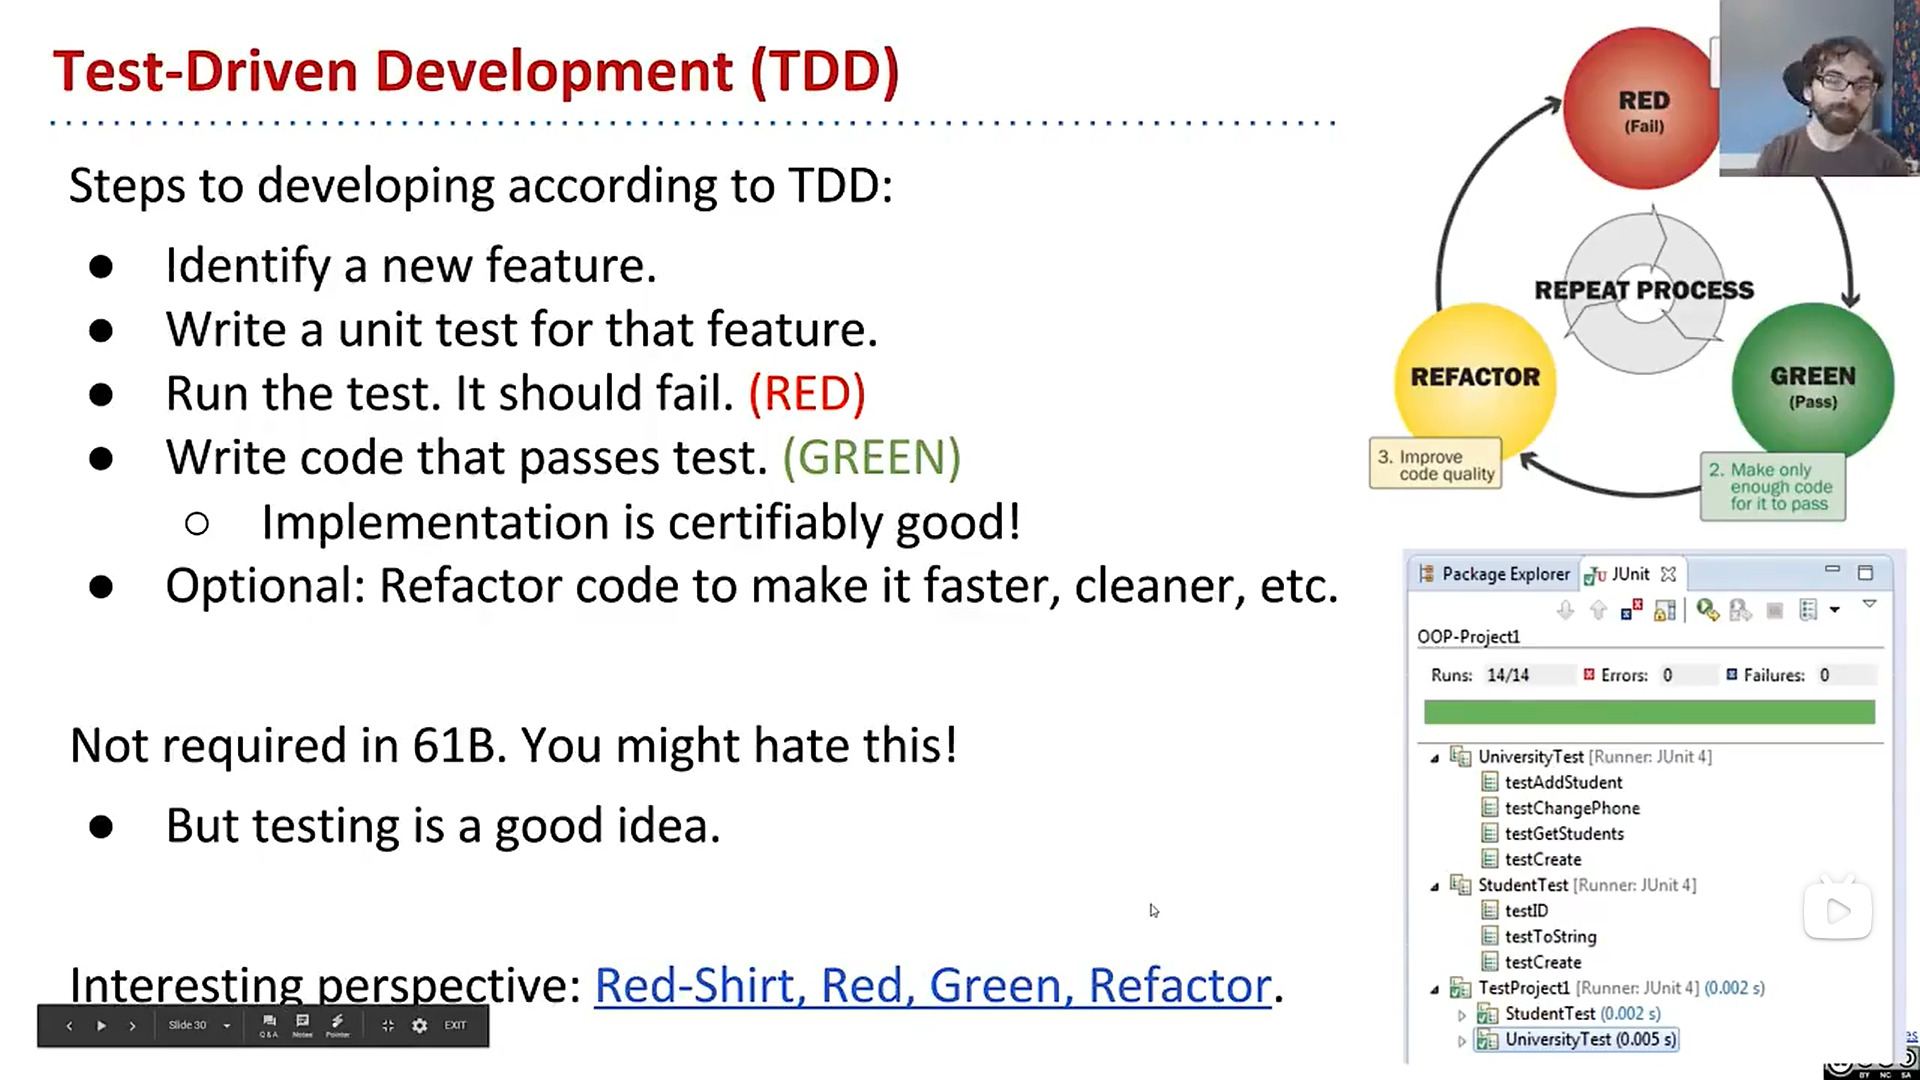 Test-Driven Development (TDD)
Steps to developing according to TDD:
● Identify a new feature.
● Write a unit test for that feature.
● Run the test. It should fail. (RED)
● Write code that passes test. (GREEN)
○ Implementation is certifiably good!
● Optional: Refactor code to make it faster, cleaner, etc.
Not required in 61B. You might hate this!
● But testing is a good idea.
Interesting perspective: Red-Shirt, Red, Green, Refactor.
Slide 30
Q & A
Notes
Pointer
EXIT
RED
(Fail)
REPEAT PROCESS
REFACTOR
GREEN
(Pass)
3. Improve
code quality
2. Make only
enough code
for it to pass
Package Explorer
JUnit
OOP-Project1
Runs: 14/14 Errors: 0 Failures: 0
UniversityTest [Runner: JUnit 4]
testAddStudent
testChangePhone
testGetStudents
testCreate
StudentTest [Runner: JUnit 4]
testID
testToString
testCreate
TestProject1 [Runner: JUnit 4] (0.002 s)
StudentTest (0.002 s)
UniversityTest (0.005 s)
es
BY NC SA